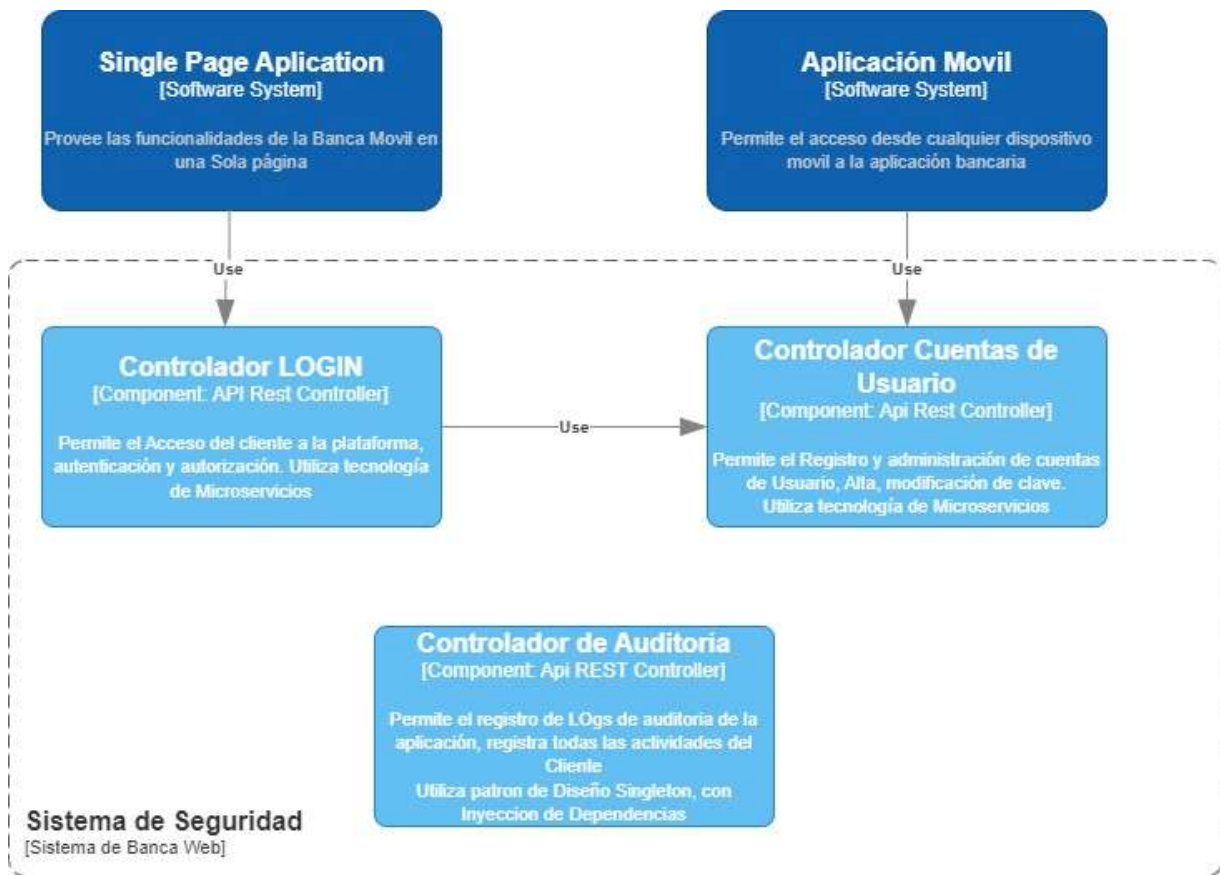 Single Page Aplication
[Software System]
Provee las funcionalidades de la Banca Movil en
una Sola página
Aplicación Movil
[Software System]
Permite el acceso desde cualquier dispositivo
movil a la aplicación bancaria
Use
Use
Controlador LOGIN
[Component: API Rest Controller]
Permite el Acceso del cliente a la plataforma,
autenticación y autorización. Utiliza tecnología
de Microservicios
Use
Controlador Cuentas de
Usuario
[Component: Api Rest Controller]
Permite el Registro y administración de cuentas
de Usuario, Alta, modificación de clave.
Utiliza tecnología de Microservicios
Controlador de Auditoria
[Component: Api REST Controller]
Permite el registro de LOgs de auditoria de la
aplicación, registra todas las actividades del
Cliente
Utiliza patron de Diseño Singleton, con
Inyeccion de Dependencias
Sistema de Seguridad
[Sistema de Banca Web]